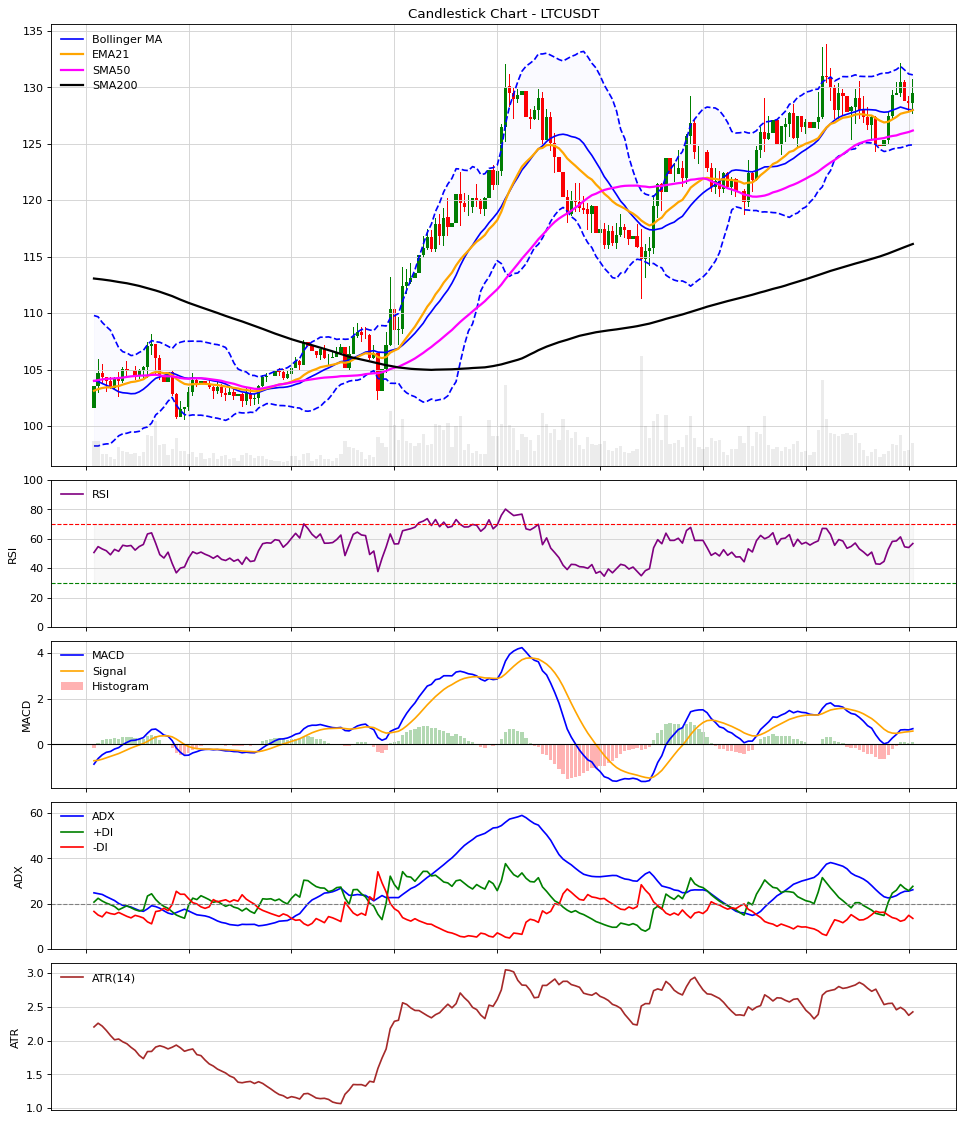 Candlestick Chart - LTCUSDT
135
130
125
120
115
110
105
100
Bollinger MA
EMA21
SMA50
SMA200
100
80
60
40
20
0
RSI
RSI
4
2
0
MACD
MACD
Signal
Histogram
60
40
20
0
ADX
ADX
+DI
-DI
3.0
2.5
2.0
1.5
1.0
ATR
ATR(14)